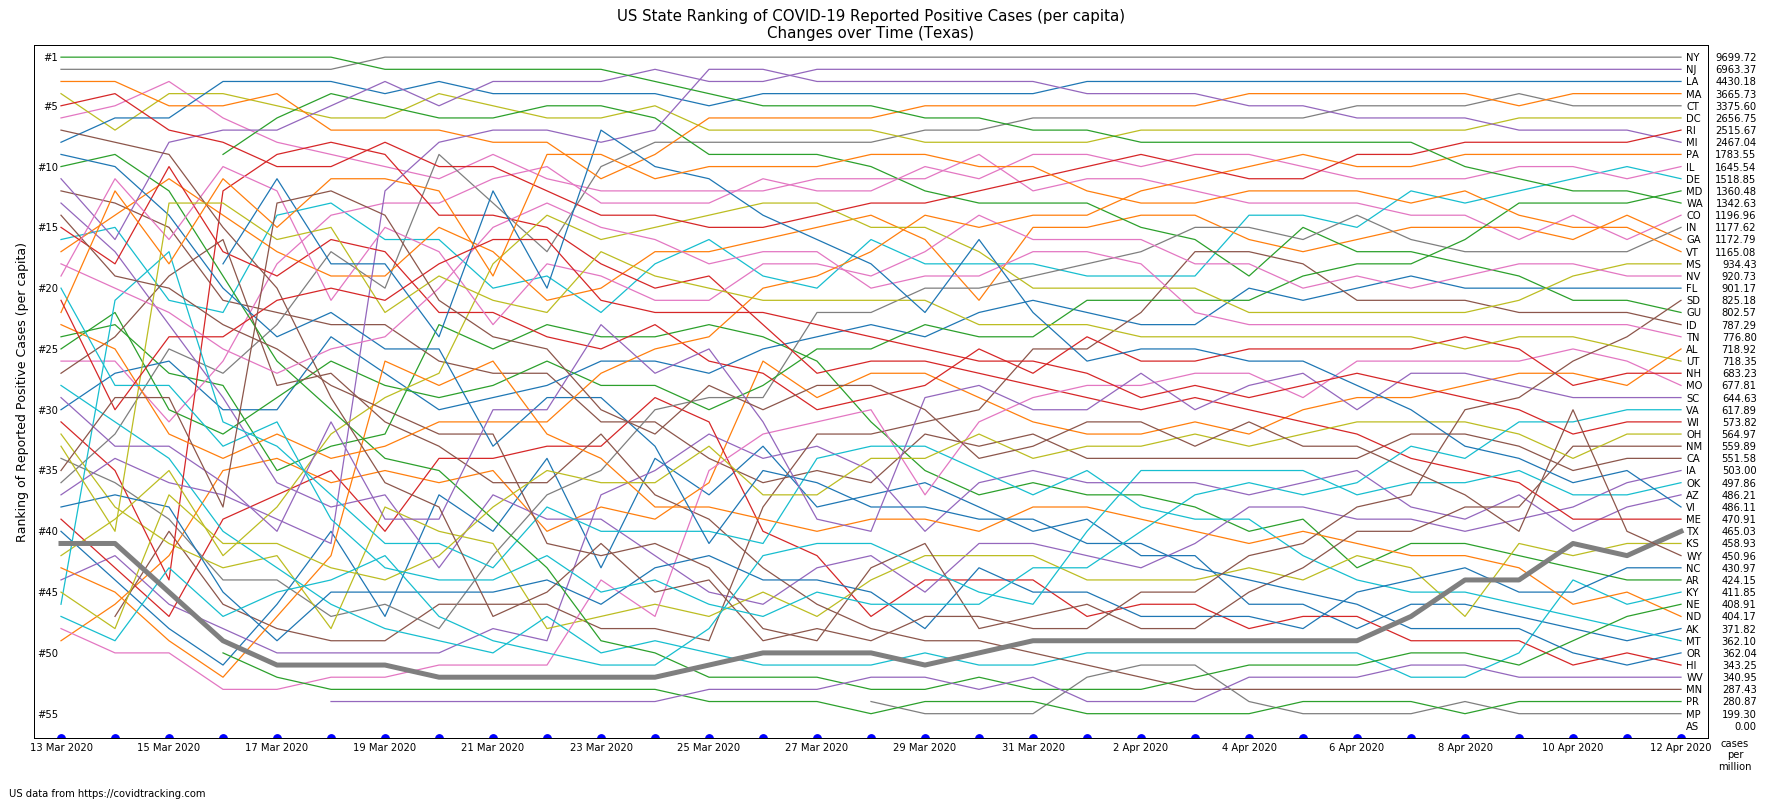 US State Ranking of COVID-19 Reported Positive Cases (per capita)
Changes over Time (Texas)
Ranking of Reported Positive Cases (per capita)
#1
#5
#10
#15
#20
#25
#30
#35
#40
#45
#50
#55
NY 9699.72
NJ 6963.37
LA 4430.18
MA 3665.73
CT 3375.60
DC 2656.75
RI 2515.67
MI 2467.04
PA 1783.55
IL 1645.54
DE 1518.85
MD 1360.48
WA 1342.63
CO 1196.96
IN 1177.62
GA 1172.79
VT 1165.08
MS 934.43
NV 920.73
FL 901.17
SD 825.18
GU 802.57
ID 787.29
TN 776.80
AL 718.92
UT 718.35
NH 683.23
MO 677.81
SC 644.63
VA 617.89
WI 573.82
OH 564.97
NM 559.89
CA 551.58
IA 503.00
OK 497.86
AZ 486.21
VI 486.11
ME 470.91
TX 465.03
KS 458.93
WY 450.96
NC 430.97
AR 424.15
KY 411.85
NE 408.91
ND 404.17
AK 371.82
MT 362.10
OR 362.04
HI 343.25
WV 340.95
MN 287.43
PR 280.87
MP 199.30
AS 0.00
13 Mar 2020 15 Mar 2020 17 Mar 2020 19 Mar 2020 21 Mar 2020 23 Mar 2020 25 Mar 2020 27 Mar 2020 29 Mar 2020 31 Mar 2020 2 Apr 2020 4 Apr 2020 6 Apr 2020 8 Apr 2020 10 Apr 2020 12 Apr 2020
cases
per
million
US data from https://covidtracking.com